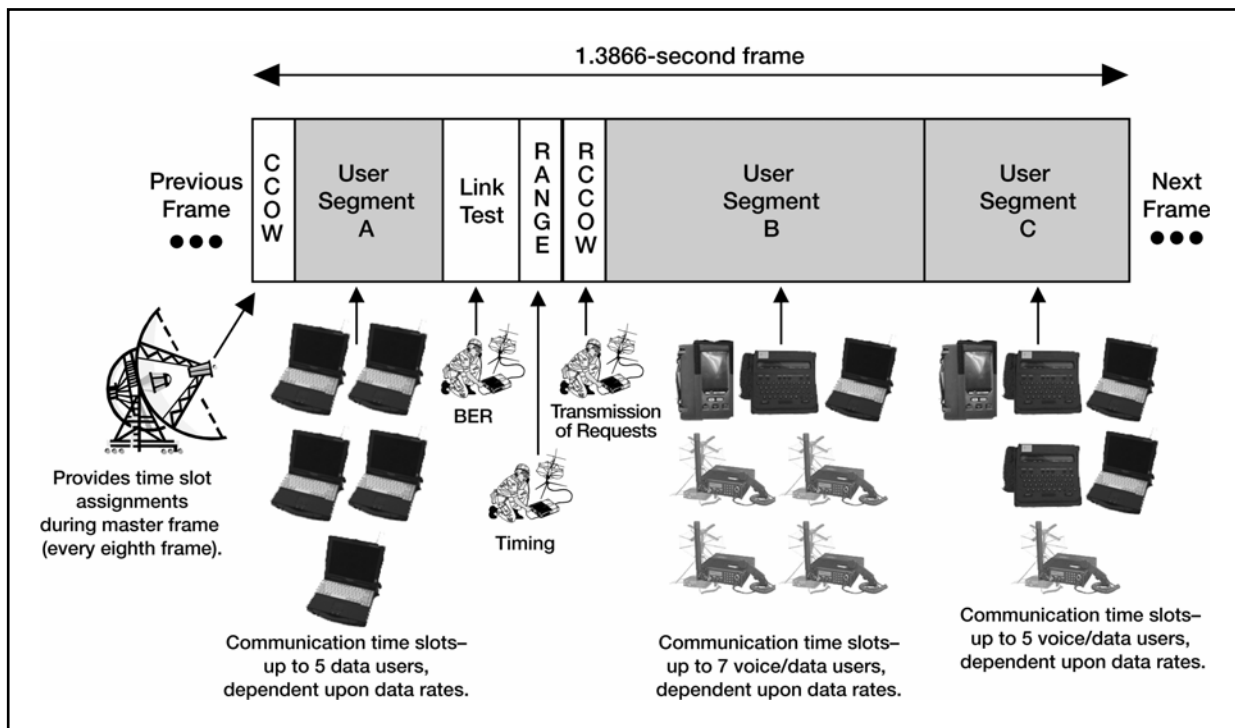 1.3866-second frame
Previous
Frame
●●●
CCOW
User
Segment
A
Link
Test
RANGE
RCCOW
User
Segment
B
User
Segment
C
Next
Frame
●●●
BER
Transmission
of Requests
Timing
Provides time slot
assignments
during master frame
(every eighth frame).
Communication time slots–
up to 5 data users,
dependent upon data rates.
Communication time slots–
up to 7 voice/data users,
dependent upon data rates.
Communication time slots–
up to 5 voice/data users,
dependent upon data rates.